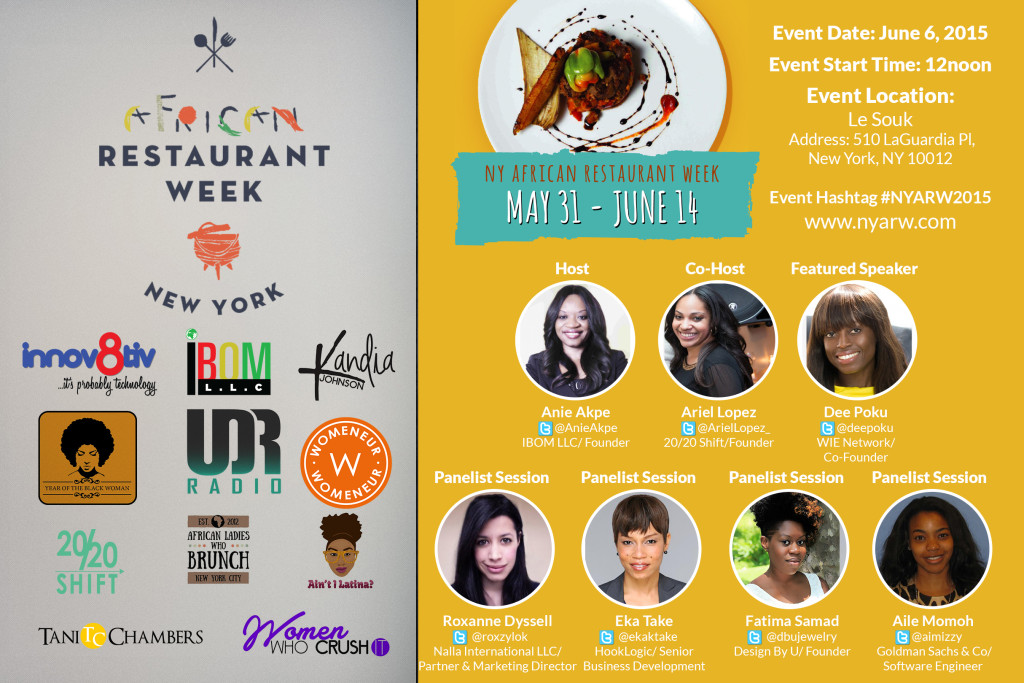 AFRICAN
RESTAURANT
WEEK
NEW YORK
innov8tiv
...it's probably technology
iBOM
L.L.C
Kandia
JOHNSON
YEAR OF THE BLACK WOMAN
UDR
RADIO
WOMENEUR
W
WOMENEUR
20/20
SHIFT
EST. 2012
AFRICAN LADIES
WHO
BRUNCH
NEW YORK CITY
Ain't I Latina?
TANI TC CHAMBERS
Women
WHO CRUSH IT
NY AFRICAN RESTAURANT WEEK
MAY 31 - JUNE 14
Event Date: June 6, 2015
Event Start Time: 12noon
Event Location:
Le Souk
Address: 510 LaGuardia Pl,
New York, NY 10012
Event Hashtag #NYARW2015
www.nyarw.com
Host
Anie Akpe
@AnieAkpe
IBOM LLC/ Founder
Co-Host
Ariel Lopez
@ArielLopez_
20/20 Shift/Founder
Featured Speaker
Dee Poku
@deepoku
WIE Network/
Co-Founder
Panelist Session
Roxanne Dyssell
@roxzylok
Nalla International LLC/
Partner & Marketing Director
Panelist Session
Eka Take
@ekaktake
HookLogic/ Senior
Business Development
Panelist Session
Fatima Samad
@dbujewelry
Design By U/ Founder
Panelist Session
Aile Momoh
@aimizzy
Goldman Sachs & Co/
Software Engineer